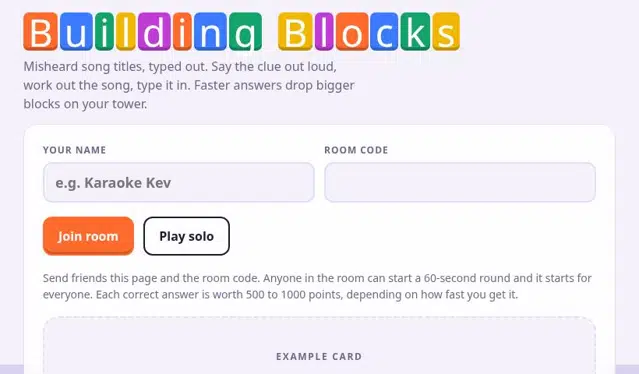 Building Blocks
Misheard song titles, typed out. Say the clue out loud,
work out the song, type it in. Faster answers drop bigger
blocks on your tower.
YOUR NAME
ROOM CODE
e.g. Karaoke Kev
Join room
Play solo
Send friends this page and the room code. Anyone in the room can start a 60-second round and it starts for
everyone. Each correct answer is worth 500 to 1000 points, depending on how fast you get it.
EXAMPLE CARD